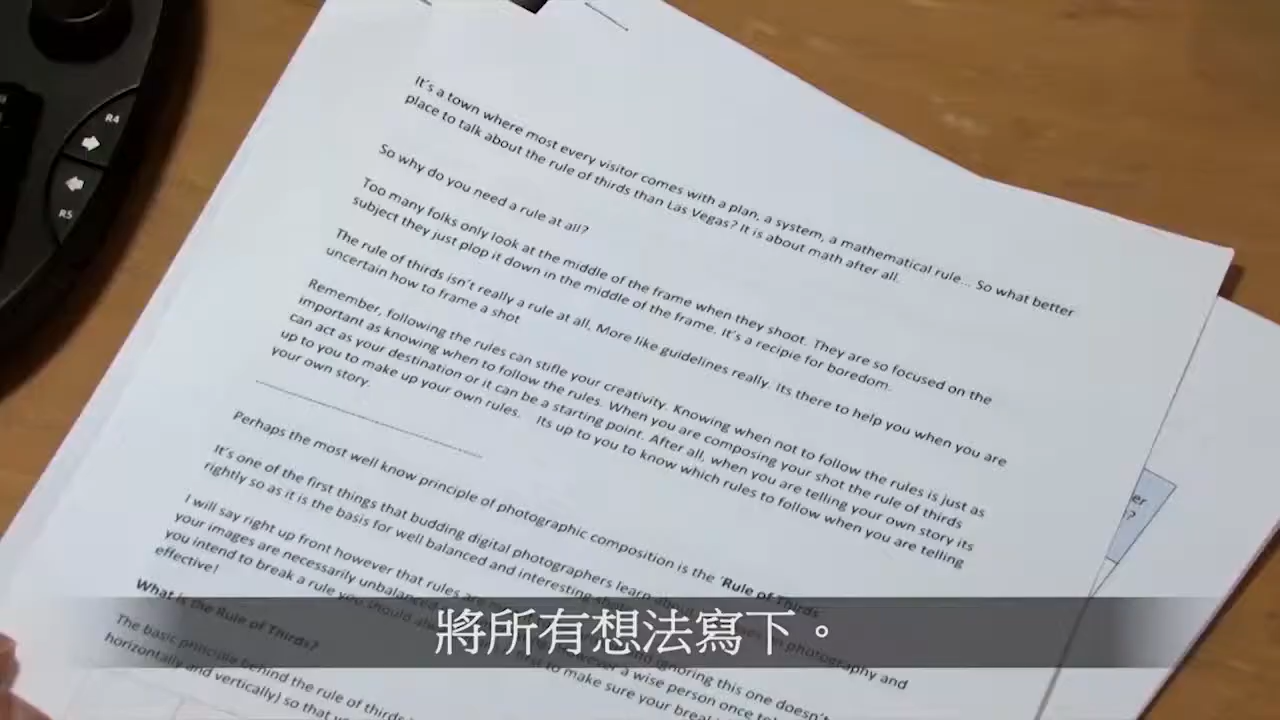 R4
R5
It's a town where most every visitor comes with a plan, a system, a mathematical rule... So what better
place to talk about the rule of thirds than Las Vegas? It is about math after all.
So why do you need a rule at all?
Too many folks only look at the middle of the frame when they shoot. They are so focused on the
subject they just plop it down in the middle of the frame. It's a recipie for boredom.
The rule of thirds isn't really a rule at all. More like guidelines really. Its there to help you when you are
uncertain how to frame a shot
Remember, following the rules can stifle your creativity. Knowing when not to follow the rules is just as
important as knowing when to follow the rules. When you are composing your shot the rule of thirds
can act as your destination or it can be a starting point. After all, when you are telling your own story its
up to you to make up your own rules. Its up to you to know which rules to follow when you are telling
your own story.
Perhaps the most well know principle of photographic composition is the 'Rule of Thirds
It's one of the first things that budding digital photographers learn about in photography and
rightly so as it is the basis for well balanced and interesting
I will say right up front however that rules are and ignoring this one doesn't
your images are necessarily unbalanced However a wise person once
you intend to break a rule you should to make sure your
effective!
What is the Rule of Thirds?
The basic principle behind the rule of thirds
horizontally and vertically) so that
er
?
將所有想法寫下。